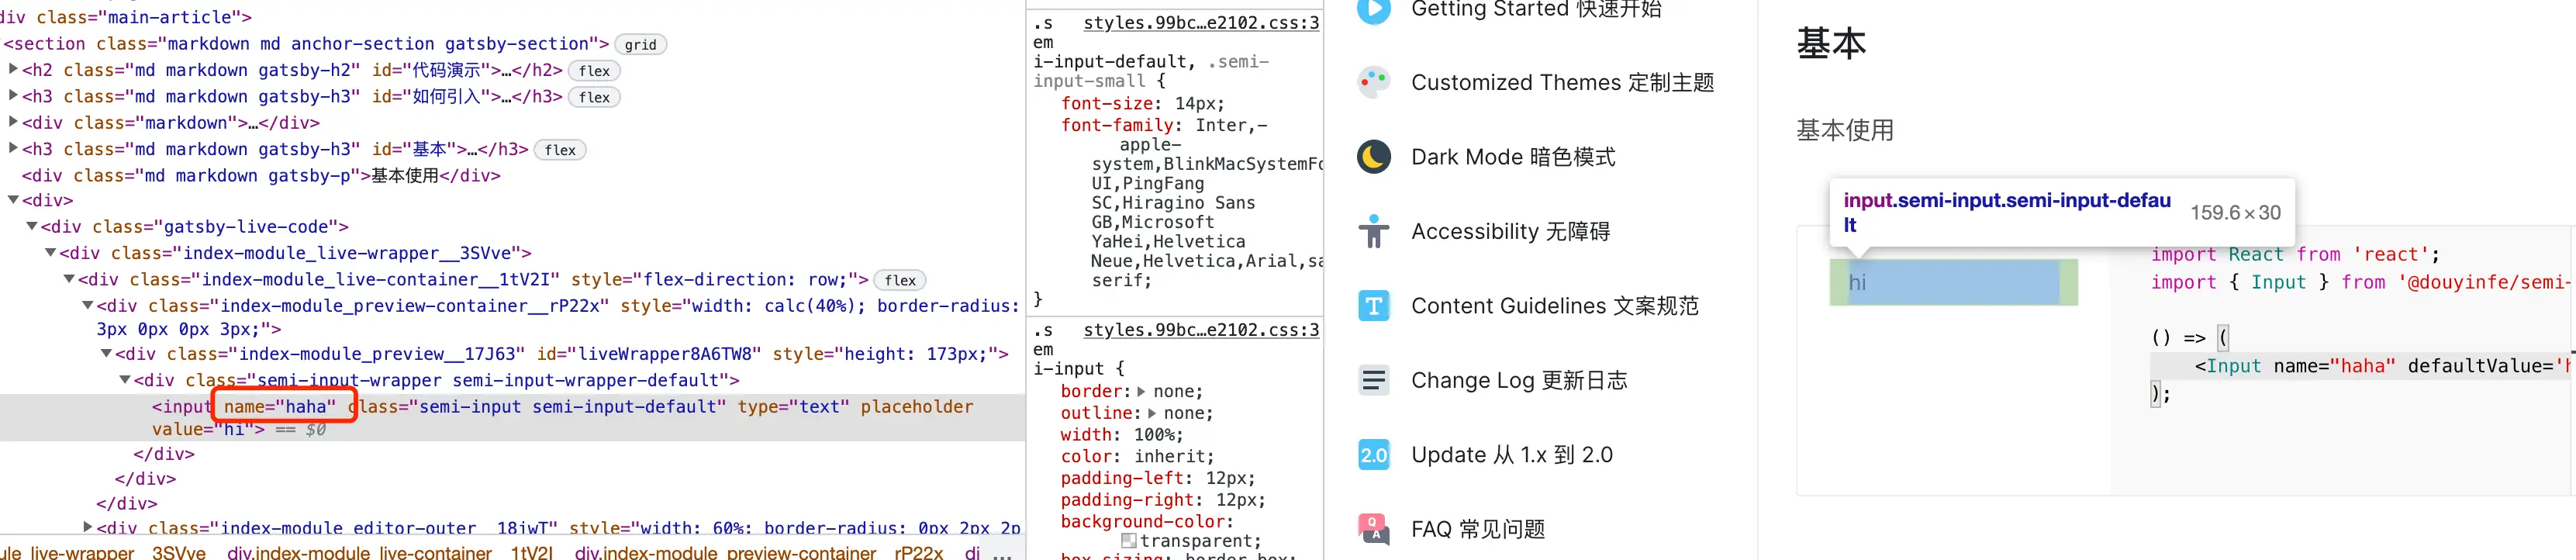 div class="main-article">
<section class="markdown md anchor-section gatsby-section"> grid
<h2 class="md markdown gatsby-h2" id="代码演示">…</h2> flex
<h3 class="md markdown gatsby-h3" id="如何引入">…</h3> flex
<div class="markdown">…</div>
<h3 class="md markdown gatsby-h3" id="基本">…</h3> flex
<div class="md markdown gatsby-p">基本使用</div>
<div>
<div class="gatsby-live-code">
<div class="index-module_live-wrapper__3SVve">
<div class="index-module_live-container__1tV2I" style="flex-direction: row;"> flex
<div class="index-module_preview-container__rP22x" style="width: calc(40%); border-radius:
3px 0px 0px 3px;">
<div class="index-module_preview__17J63" id="liveWrapper8A6TW8" style="height: 173px;">
<div class="semi-input-wrapper semi-input-wrapper-default">
<input name="haha" class="semi-input semi-input-default" type="text" placeholder
value="hi"> == $0
</div>
</div>
</div>
<div class="index-module_editor-outer__18jwT" style="width: 60%; border-radius: 0px 2px 2p
ule_live-wrapper__3SVve div.index-module_live-container__1tV2I div.index-module_preview-container__rP22x di ...
.s styles.99bc…e2102.css:3
em
i-input-default, .semi-
input-small {
font-size: 14px;
font-family: Inter,-
apple-
system,BlinkMacSystemFo
UI,PingFang
SC,Hiragino Sans
GB,Microsoft
YaHei,Helvetica
Neue,Helvetica,Arial,sa
serif;
}
.s styles.99bc…e2102.css:3
em
i-input {
border: none;
outline: none;
width: 100%;
color: inherit;
padding-left: 12px;
padding-right: 12px;
background-color:
transparent;
box-sizing: border-box;
Getting Started 快速开始
Customized Themes 定制主题
Dark Mode 暗色模式
Accessibility 无障碍
Content Guidelines 文案规范
Change Log 更新日志
2.0 Update 从 1.x 到 2.0
FAQ 常见问题
基本
基本使用
input.semi-input.semi-input-defau
lt 159.6×30
hi
import React from 'react';
import { Input } from '@douyinfe/semi-
() => (
<Input name="haha" defaultValue='h
);